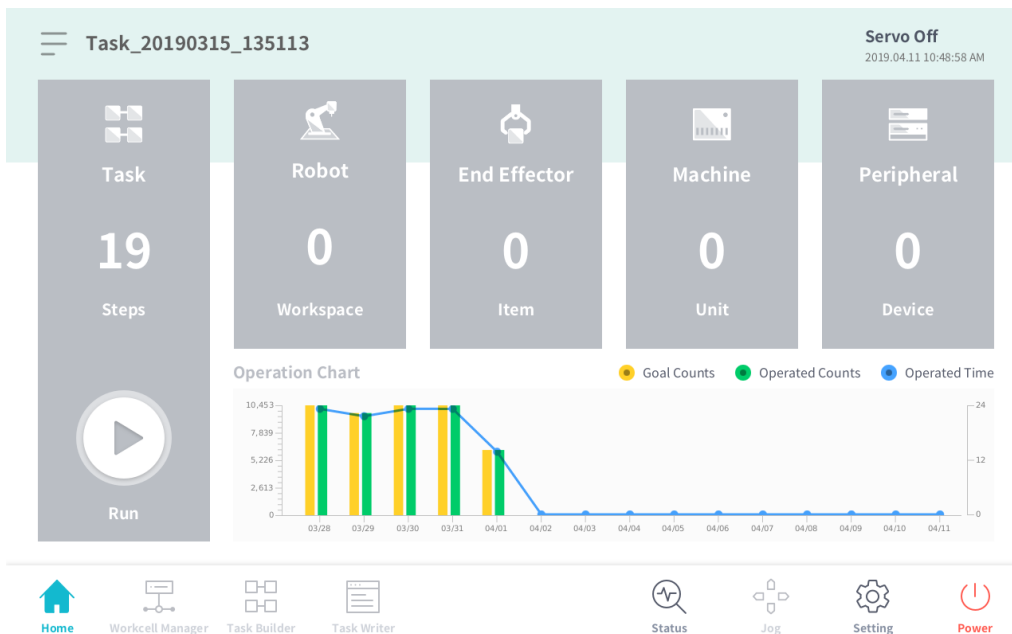 Task_20190315_135113
Servo Off
2019.04.11 10:48:58 AM
Task
19
Steps
Run
Robot
0
Workspace
End Effector
0
Item
Machine
0
Unit
Peripheral
0
Device
Operation Chart
Goal Counts Operated Counts Operated Time
10,453
7,839
5,226
2,613
0
24
12
0
03/28 03/29 03/30 03/31 04/01 04/02 04/03 04/04 04/05 04/06 04/07 04/08 04/09 04/10 04/11
Home Workcell Manager Task Builder Task Writer Status Jog Setting Power